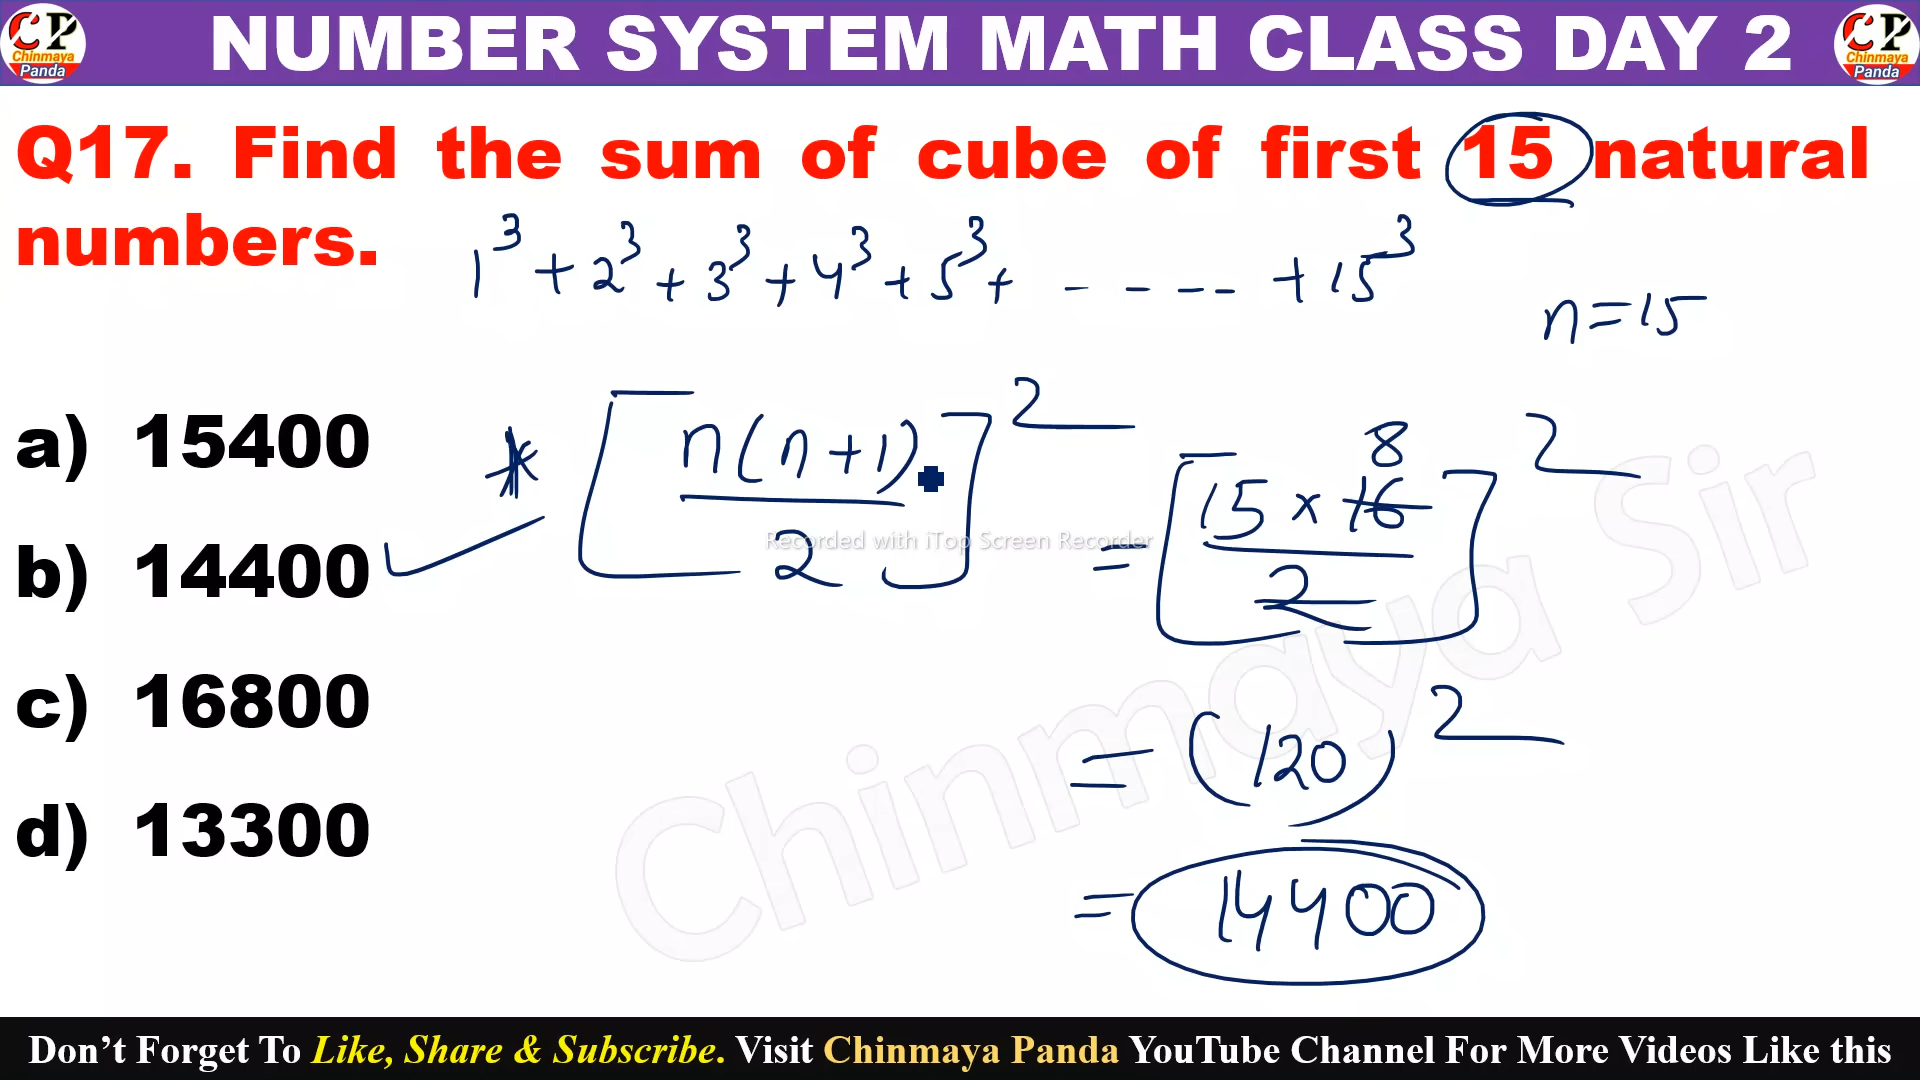 CP NUMBER SYSTEM MATH CLASS DAY 2 CP
Chinmaya Panda
Chinmaya Panda
Q17. Find the sum of cube of first 15 natural
numbers.
1³ + 2³ + 3³ + 4³ + 5³ + - - - - + 15³
n=15
a) 15400
b) 14400
c) 16800
d) 13300
* [n(n+1)/2]²
= [15 × 16/2]²
8
= (120)²
= 14400
Recorded with iTop Screen Recorder
Chinmaya Sir
Don’t Forget To Like, Share & Subscribe. Visit Chinmaya Panda YouTube Channel For More Videos Like this